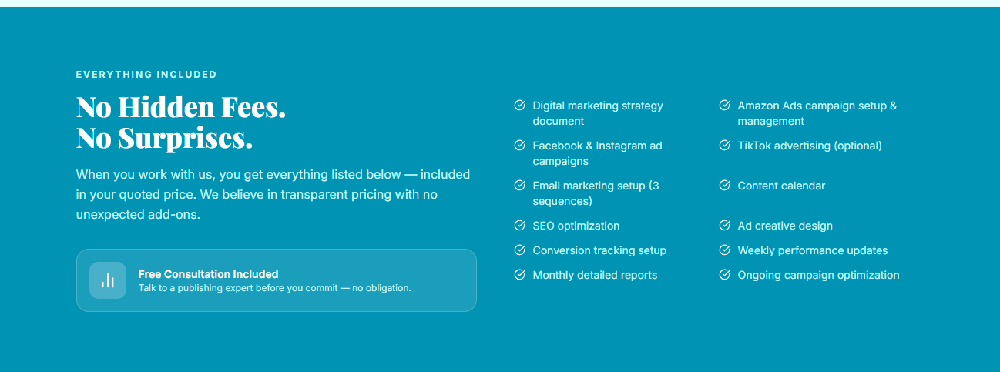 EVERYTHING INCLUDED
No Hidden Fees.
No Surprises.
When you work with us, you get everything listed below — included
in your quoted price. We believe in transparent pricing with no
unexpected add-ons.
Free Consultation Included
Talk to a publishing expert before you commit — no obligation.
Digital marketing strategy
document
Amazon Ads campaign setup &
management
Facebook & Instagram ad
campaigns
TikTok advertising (optional)
Email marketing setup (3
sequences)
Content calendar
SEO optimization
Ad creative design
Conversion tracking setup
Weekly performance updates
Monthly detailed reports
Ongoing campaign optimization